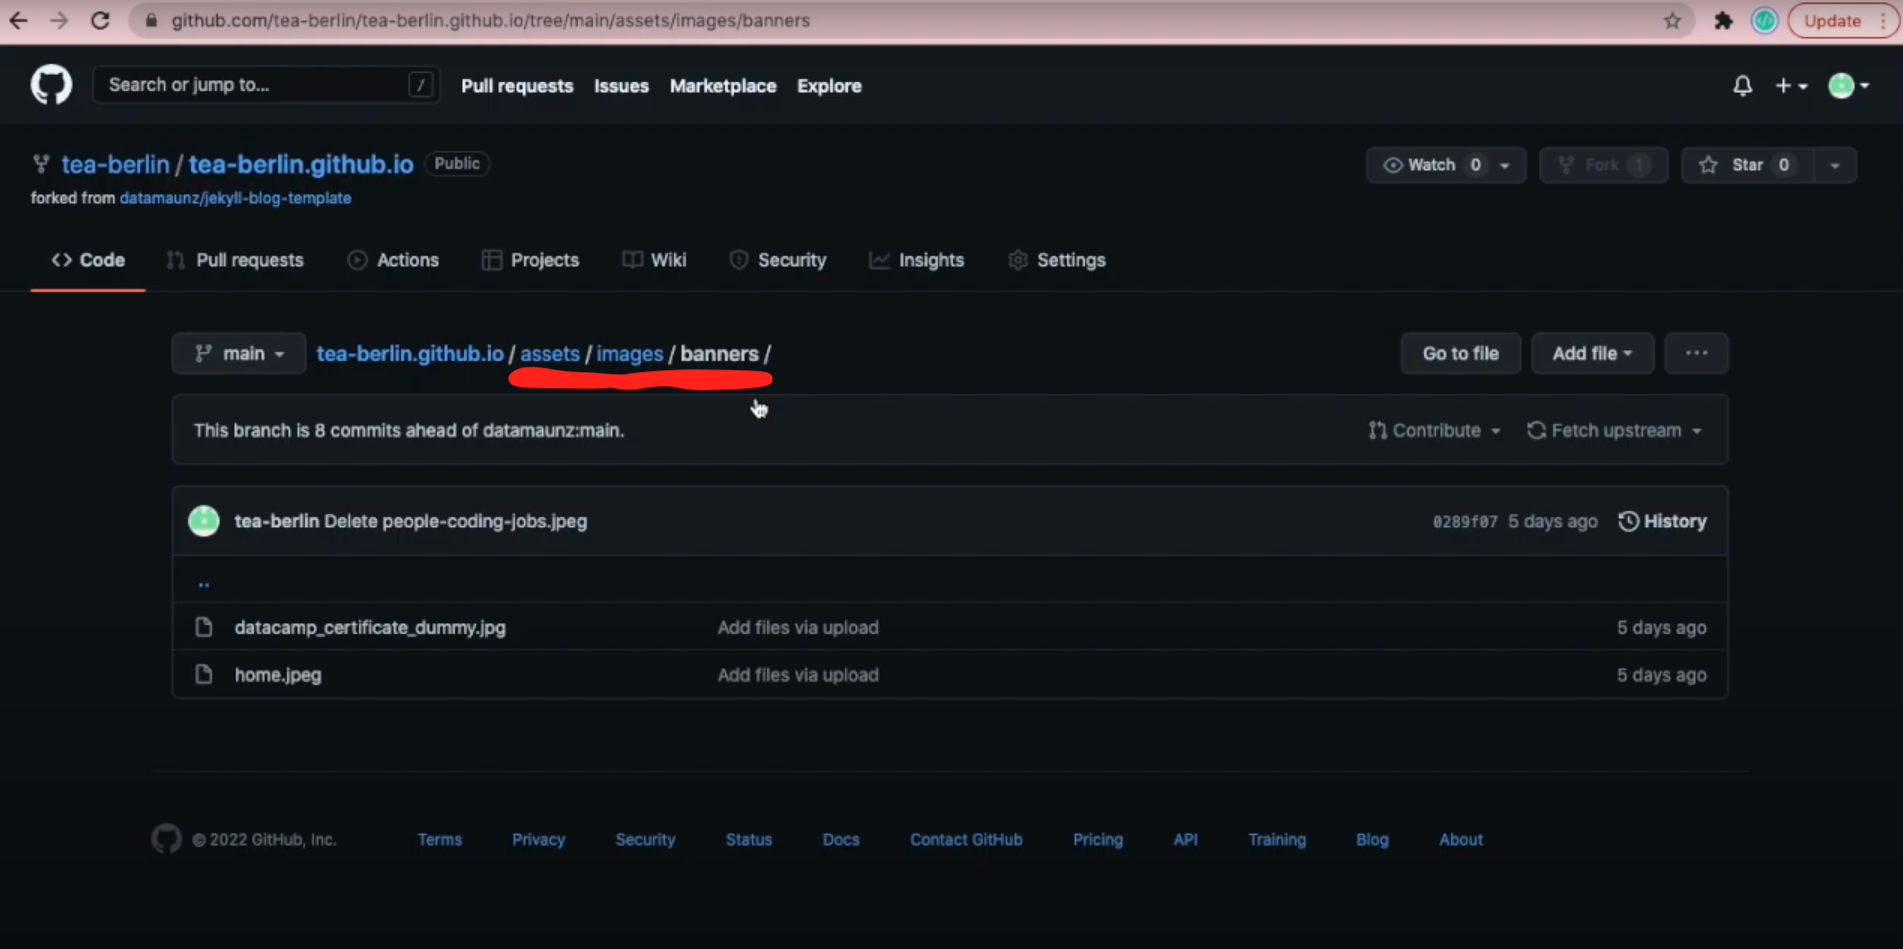 github.com/tea-berlin/tea-berlin.github.io/tree/main/assets/images/banners
Update
Search or jump to... /
Pull requests Issues Marketplace Explore
tea-berlin / tea-berlin.github.io Public
Watch 0 Fork 1 Star 0
forked from datamaunz/jekyll-blog-template
<> Code Pull requests Actions Projects Wiki Security Insights Settings
main tea-berlin.github.io / assets / images / banners / Go to file Add file ...
This branch is 8 commits ahead of datamaunz:main. Contribute Fetch upstream
tea-berlin Delete people-coding-jobs.jpeg 0289f07 5 days ago History
..
datacamp_certificate_dummy.jpg Add files via upload 5 days ago
home.jpeg Add files via upload 5 days ago
© 2022 GitHub, Inc. Terms Privacy Security Status Docs Contact GitHub Pricing API Training Blog About